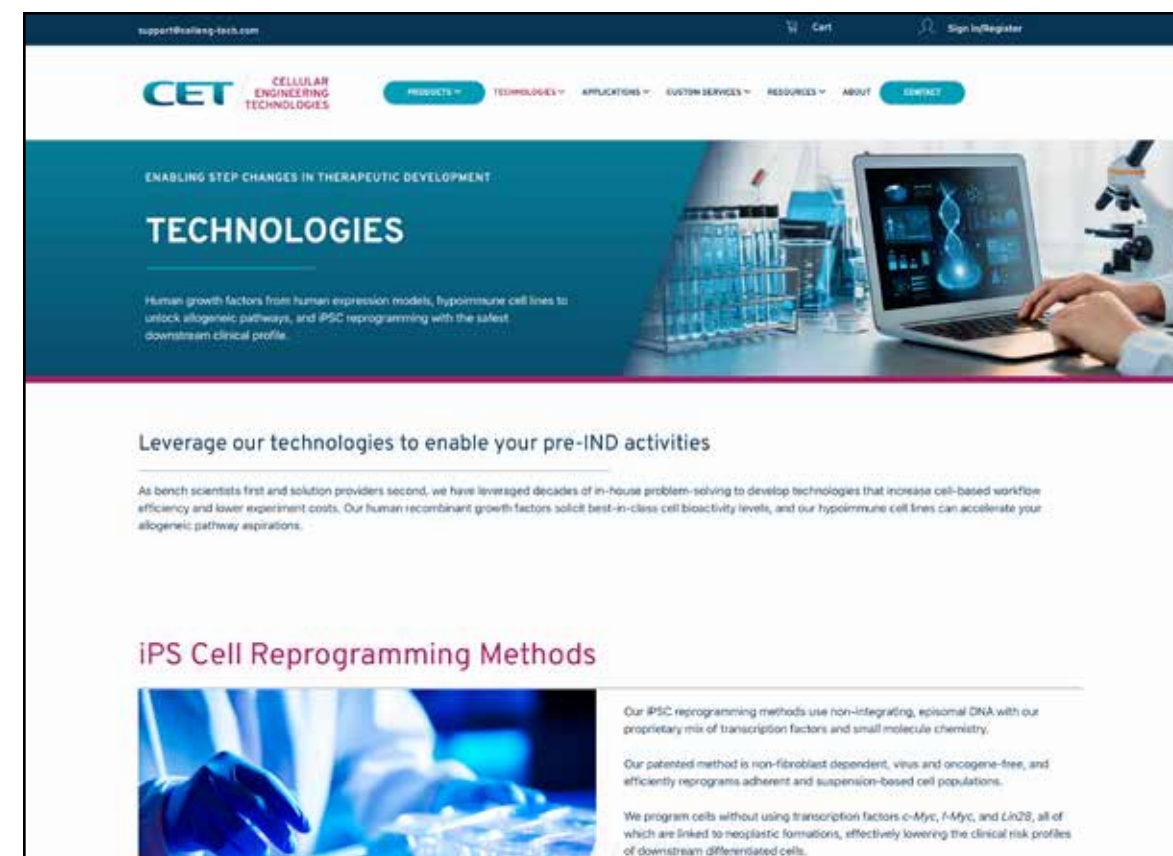 support@celleng-tech.com
Cart
Sign In/Register
CET
CELLULAR
ENGINEERING
TECHNOLOGIES
PRODUCTS
TECHNOLOGIES
APPLICATIONS
CUSTOM SERVICES
RESOURCES
ABOUT
CONTACT
ENABLING STEP CHANGES IN THERAPEUTIC DEVELOPMENT
TECHNOLOGIES
Human growth factors from human expression models, hypoimmune cell lines to
unlock allogeneic pathways, and iPSC reprogramming with the safest
downstream clinical profile.
Leverage our technologies to enable your pre-IND activities
As bench scientists first and solution providers second, we have leveraged decades of in-house problem-solving to develop technologies that increase cell-based workflow
efficiency and lower experiment costs. Our human recombinant growth factors solicit best-in-class cell bioactivity levels, and our hypoimmune cell lines can accelerate your
allogeneic pathway aspirations.
iPS Cell Reprogramming Methods
Our iPSC reprogramming methods use non-integrating, episomal DNA with our
proprietary mix of transcription factors and small molecule chemistry.
Our patented method is non-fibroblast dependent, virus and oncogene-free, and
efficiently reprograms adherent and suspension-based cell populations.
We program cells without using transcription factors c-Myc, l-Myc, and Lin28, all of
which are linked to neoplastic formations, effectively lowering the clinical risk profiles
of downstream differentiated cells.